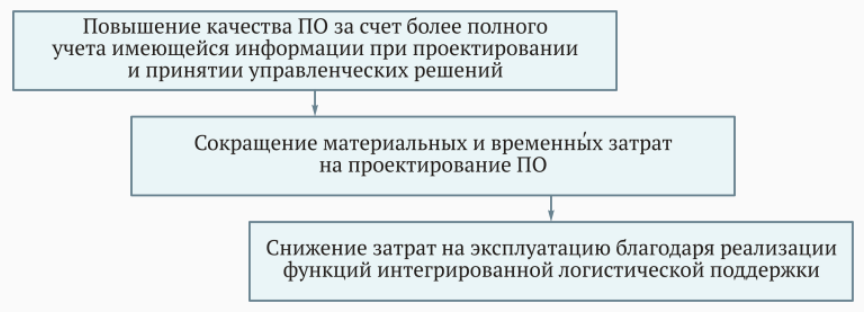 Повышение качества ПО за счет более полного
учета имеющейся информации при проектировании
и принятии управленческих решений
Сокращение материальных и временны́х затрат
на проектирование ПО
Снижение затрат на эксплуатацию благодаря реализации
функций интегрированной логистической поддержки